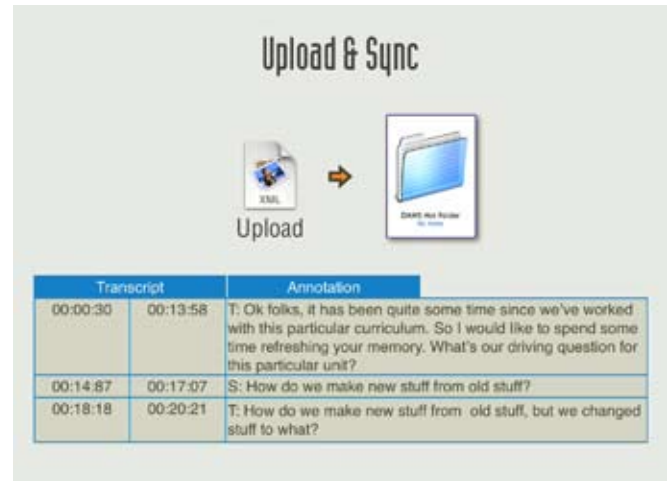 Upload & Sync
XML
Upload
DAMS Hot Folder
Transcript Annotation
00:00:30 00:13:58 T: Ok folks, it has been quite some time since we've worked
with this particular curriculum. So I would like to spend some
time refreshing your memory. What's our driving question for
this particular unit?
00:14:87 00:17:07 S: How do we make new stuff from old stuff?
00:18:18 00:20:21 T: How do we make new stuff from old stuff, but we changed
stuff to what?